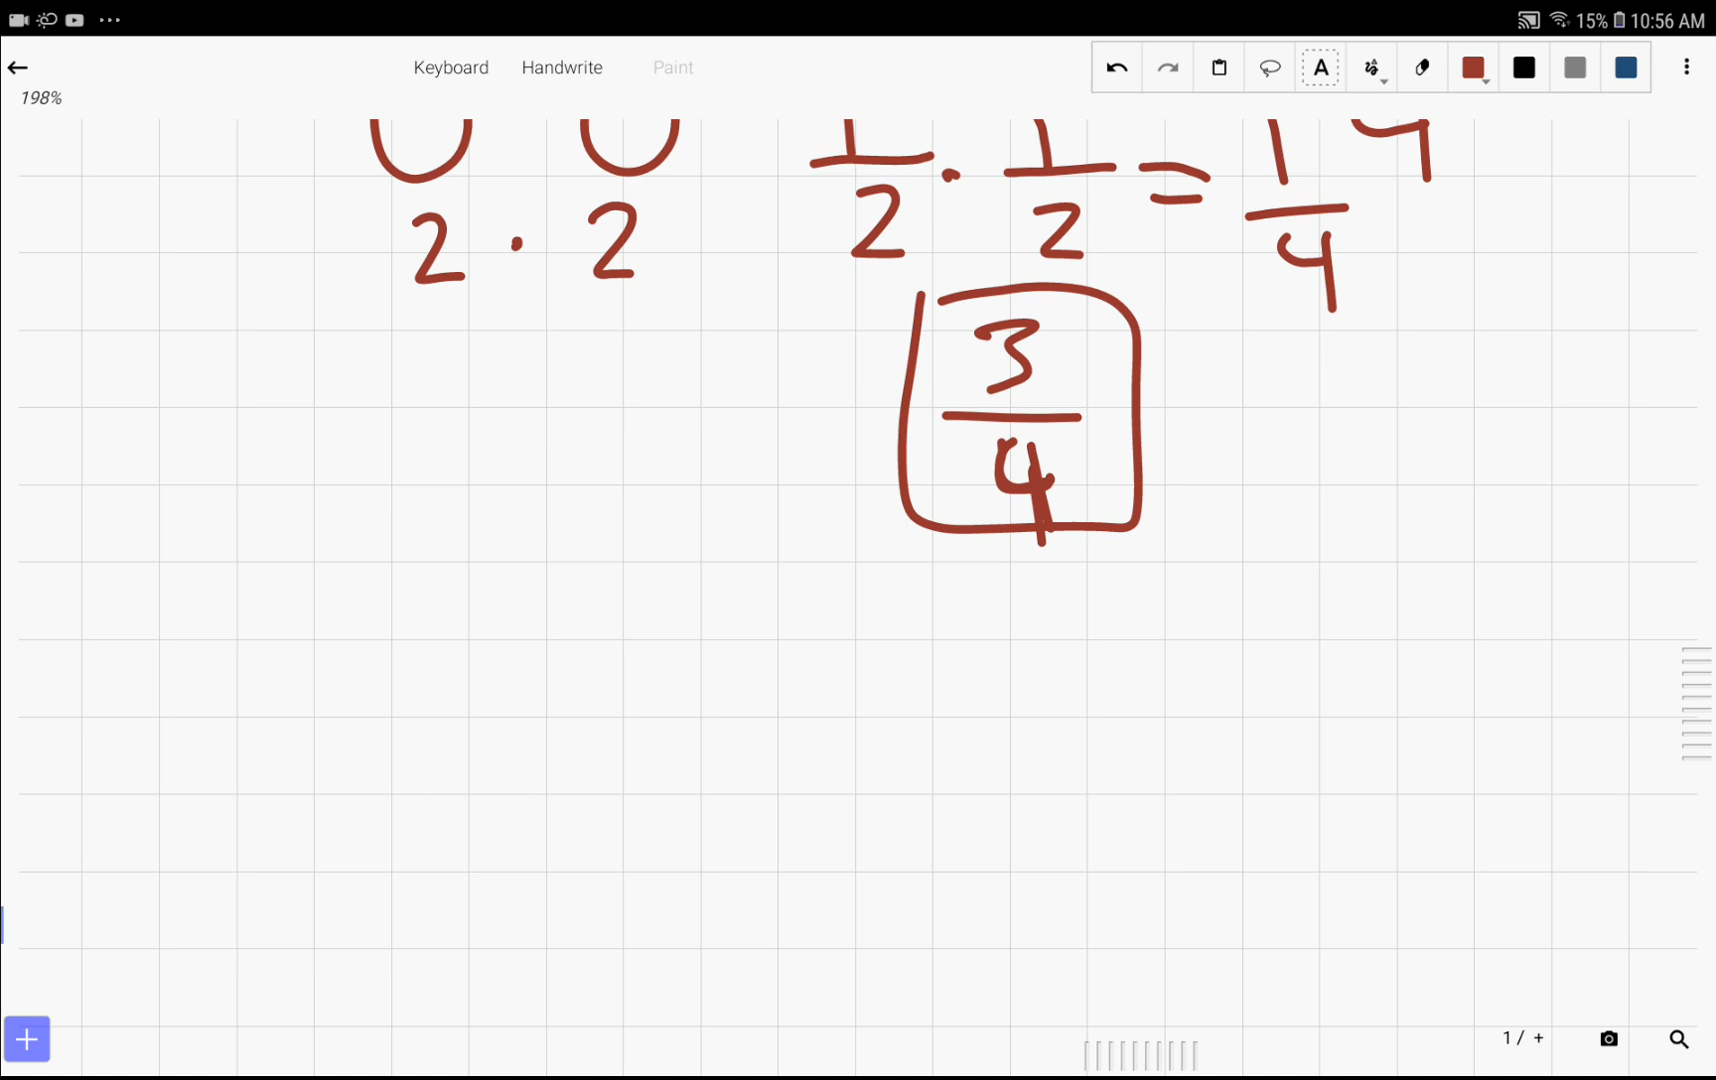 15% 10:56 AM
Keyboard Handwrite Paint A
198%
1/2 · 1/2 = 1/4
2 · 2
3/4
1 / +